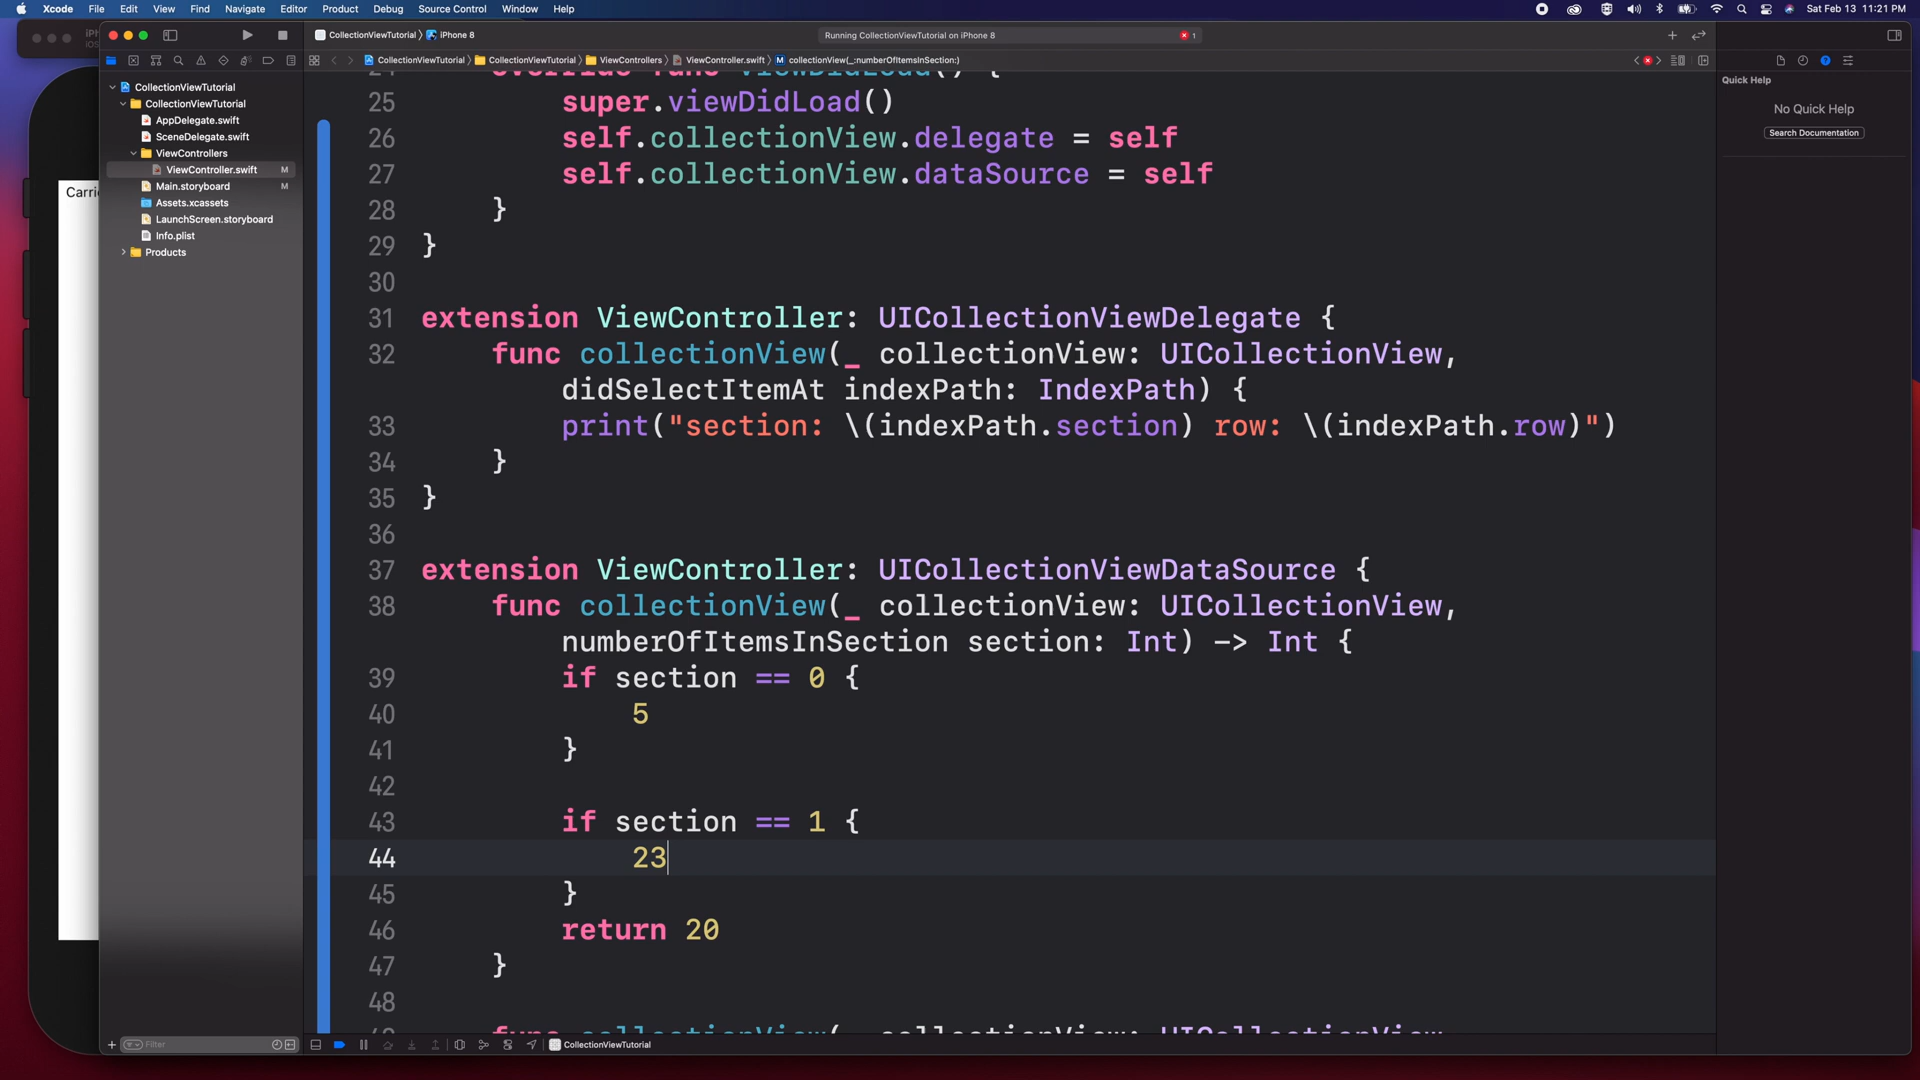 Xcode File Edit View Find Navigate Editor Product Debug Source Control Window Help Sat Feb 13 11:21 PM
CollectionViewTutorial iPhone 8 Running CollectionViewTutorial on iPhone 8 1
CollectionViewTutorial CollectionViewTutorial ViewControllers ViewController.swift M collectionView(_:numberOfItemsInSection:)
Carri
CollectionViewTutorial
CollectionViewTutorial
AppDelegate.swift
SceneDelegate.swift
ViewControllers
ViewController.swift M
Main.storyboard M
Assets.xcassets
LaunchScreen.storyboard
Info.plist
Products
Filter
25 super.viewDidLoad()
26 self.collectionView.delegate = self
27 self.collectionView.dataSource = self
28 }
29 }
30
31 extension ViewController: UICollectionViewDelegate {
32 func collectionView(_ collectionView: UICollectionView,
didSelectItemAt indexPath: IndexPath) {
33 print("section: \(indexPath.section) row: \(indexPath.row)")
34 }
35 }
36
37 extension ViewController: UICollectionViewDataSource {
38 func collectionView(_ collectionView: UICollectionView,
numberOfItemsInSection section: Int) -> Int {
39 if section == 0 {
40 5
41 }
42
43 if section == 1 {
44 23
45 }
46 return 20
47 }
48
CollectionViewTutorial
Quick Help
No Quick Help
Search Documentation